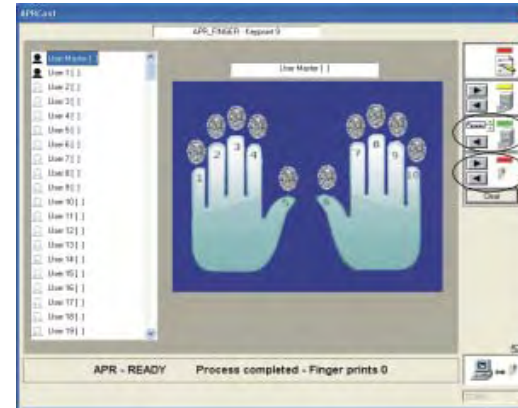 APRCast
APR_FINGER - Keypoint 9
User Master [ ]
User 1 [ ]
User 2 [ ]
User 3 [ ]
User 4 [ ]
User 5 [ ]
User 6 [ ]
User 7 [ ]
User 8 [ ]
User 9 [ ]
User 10 [ ]
User 11 [ ]
User 12 [ ]
User 13 [ ]
User 14 [ ]
User 15 [ ]
User 16 [ ]
User 17 [ ]
User 18 [ ]
User 19 [ ]
User Master [ ]
1 2 3 4 5 6 7 8 9 10
Clear
APR - READY Process completed - Finger prints 0